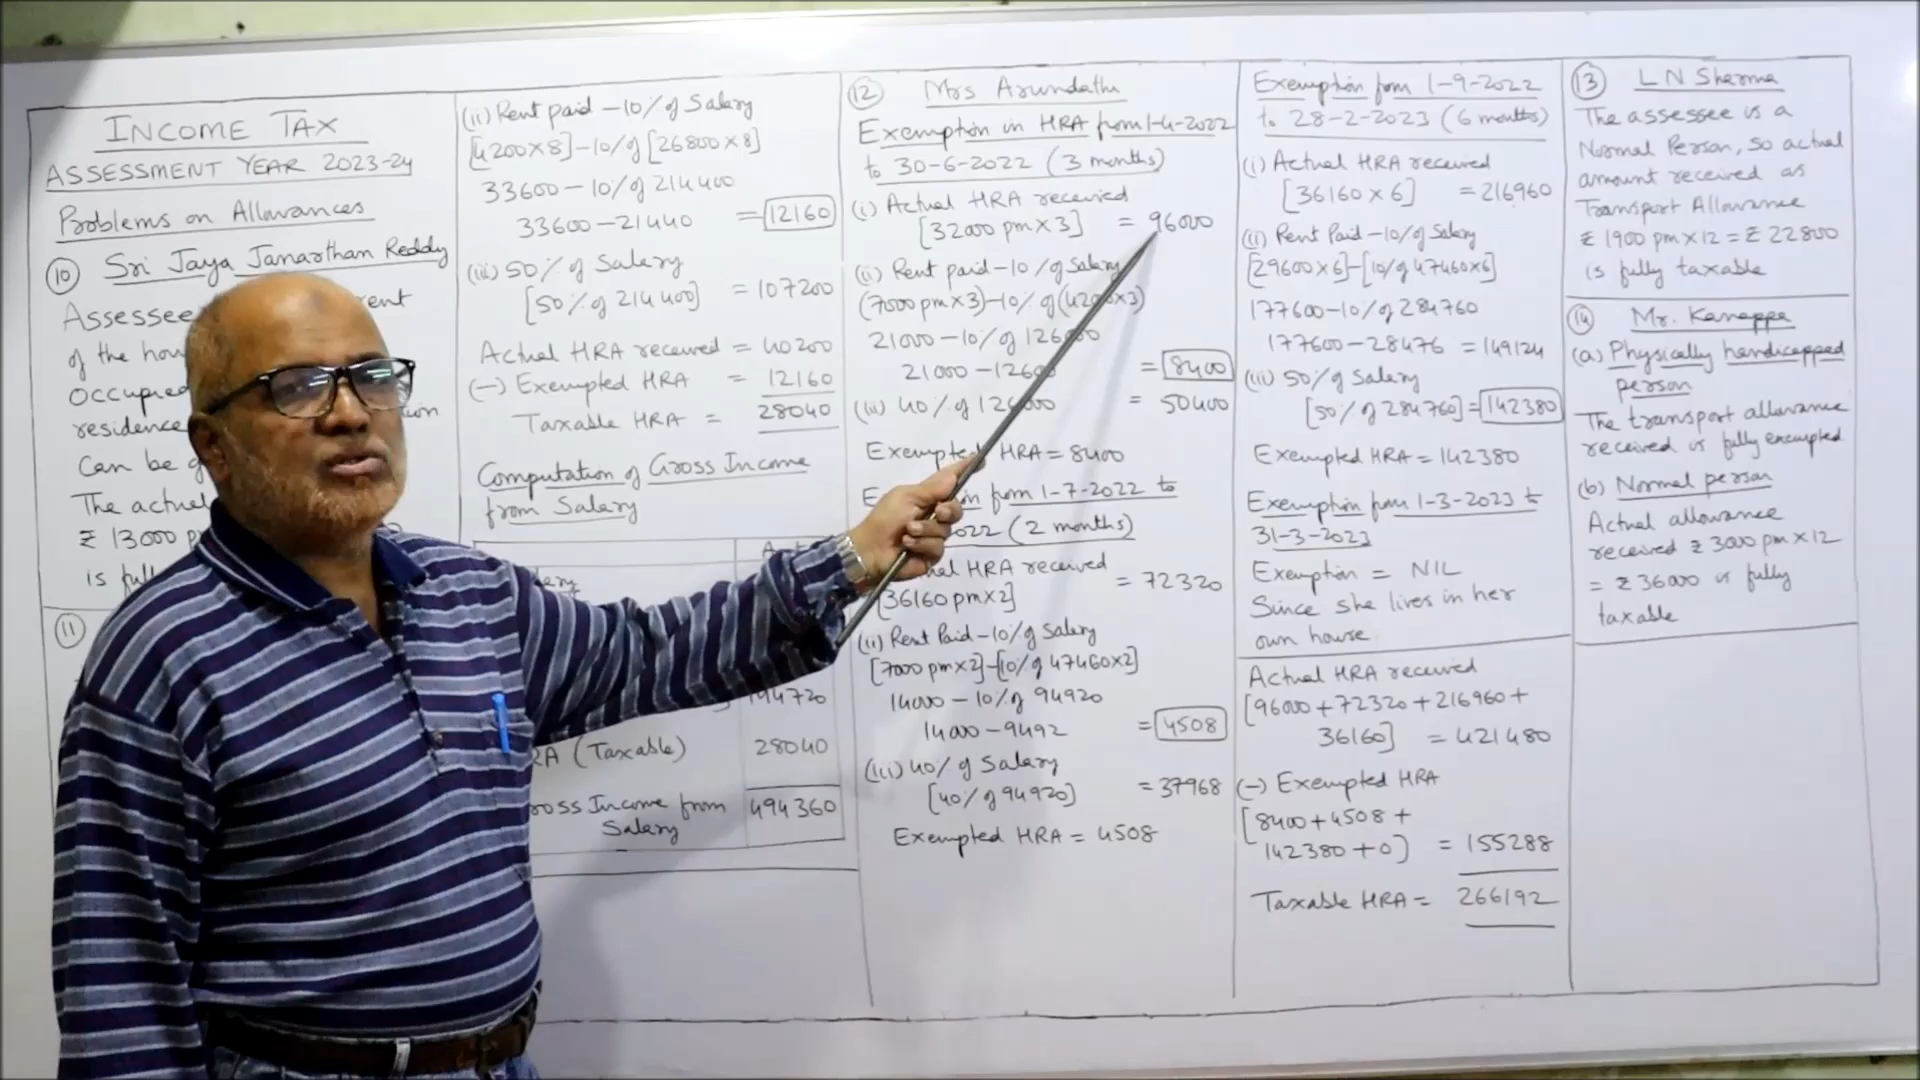 INCOME TAX
ASSESSMENT YEAR 2023-24
Problems on Allowances
(10) Sri Jaya Janartham Reddy
Assessee rent
of the hou
occupied
residence
Can be g
The actual
₹ 13000 p
is full
(11)
(ii) Rent paid - 10% of Salary
[4200×8] - 10% of [26800×8]
33600 - 10% of 214400
33600 - 21440 = 12160
(iii) 50% of Salary
[50% of 214400] = 107200
Actual HRA received = 40200
(-) Exempted HRA = 12160
Taxable HRA = 28040
Computation of Gross Income
from Salary
194720
HRA (Taxable) 28040
Gross Income from 494360
Salary
(12) Mrs Arundathi
Exemption in HRA from 1-4-2022
to 30-6-2022 (3 months)
(i) Actual HRA received
[32000 pm×3] = 96000
(ii) Rent paid - 10% of Salary
(7000 pm×3) - 10% of (42000×3)
21000 - 10% of 126000
21000 - 12600 = 8400
(iii) 40% of 126000 = 50400
Exempted HRA = 8400
from 1-7-2022 to
2022 (2 months)
HRA received
[36160 pm×2] = 72320
(ii) Rent Paid - 10% of Salary
[7000 pm×2] - [10% of 47460×2]
14000 - 10% of 94920
14000 - 9492 = 4508
(iii) 40% of Salary
[40% of 94920] = 37968
Exempted HRA = 4508
Exemption from 1-9-2022
to 28-2-2023 (6 months)
(i) Actual HRA received
[36160 × 6] = 216960
(ii) Rent Paid - 10% of Salary
[29600×6] - [10% of 47460×6]
177600 - 10% of 284760
177600 - 28476 = 149124
(iii) 50% of Salary
[50% of 284760] = 142380
Exempted HRA = 142380
Exemption from 1-3-2023 to
31-3-2023
Exemption = NIL
Since she lives in her
own house
Actual HRA received
[96000 + 72320 + 216960 +
36160] = 421480
(-) Exempted HRA
[8400 + 4508 +
142380 + 0] = 155288
Taxable HRA = 266192
(13) L N Sharma
The assessee is a
Normal Person, so actual
amount received as
Transport Allowance
₹ 1900 pm × 12 = ₹ 22800
is fully taxable
(14) Mr. Kanappa
(a) Physically handicapped
person
The transport allowance
received is fully exempted
(b) Normal person
Actual allowance
received ₹ 3000 pm × 12
= ₹ 36000 is fully
taxable